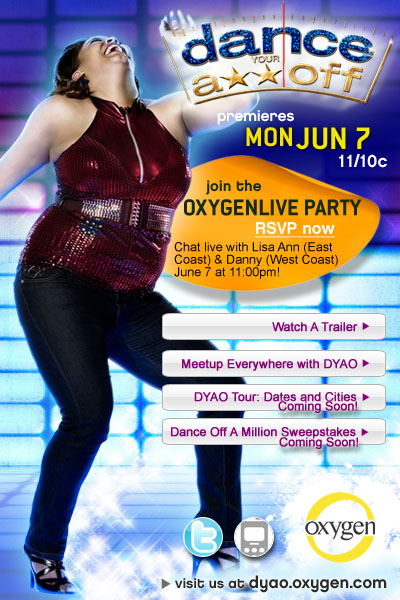 dance
YOUR
a★★off
premieres
MON JUN 7
11/10c
join the
OXYGENLIVE PARTY
RSVP now
Chat live with Lisa Ann (East
Coast) & Danny (West Coast)
June 7 at 11:00pm!
Watch A Trailer
Meetup Everywhere with DYAO
DYAO Tour: Dates and Cities
Coming Soon!
Dance Off A Million Sweepstakes
Coming Soon!
t
oxygen
visit us at dyao.oxygen.com